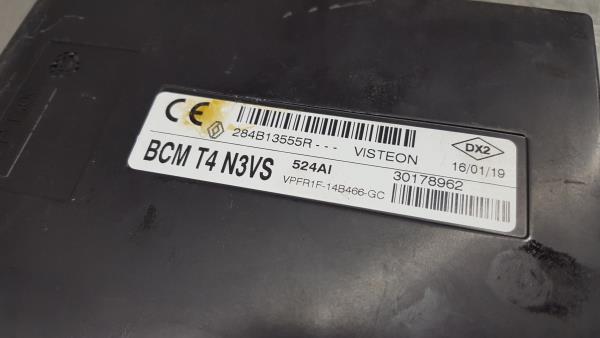 CE
284B13555R--- VISTEON
DX2
16/01/19
BCM T4 N3VS 524AI 30178962
VPFR1F-14B466-GC